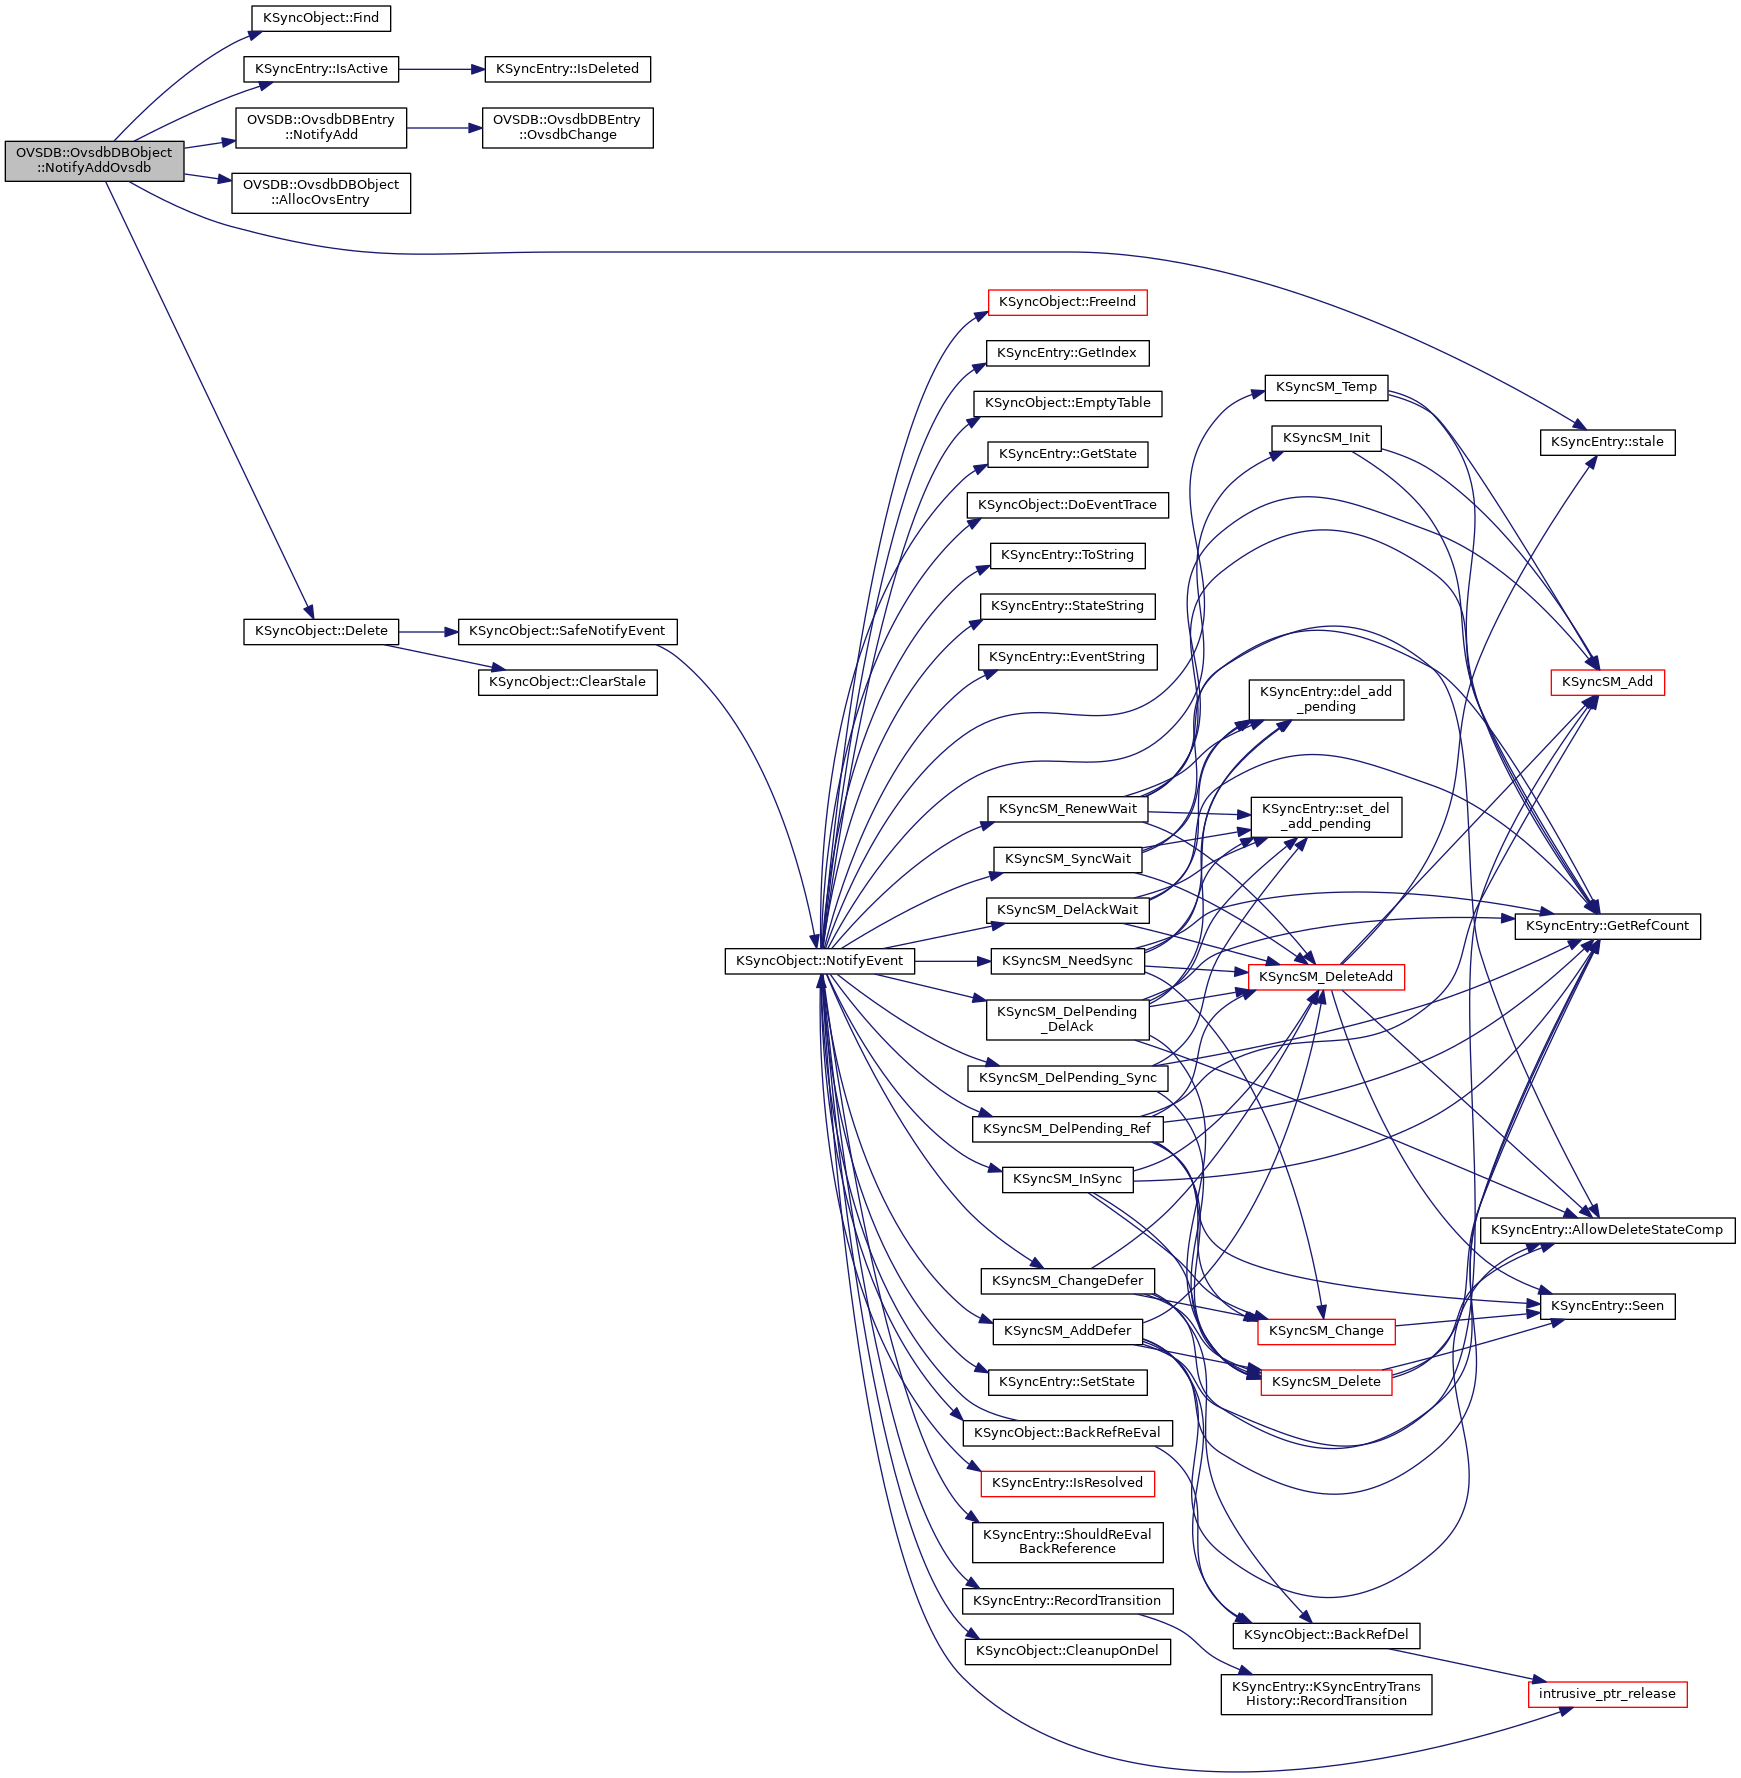 KSyncObject::Find
KSyncEntry::IsActive
KSyncEntry::IsDeleted
OVSDB::OvsdbDBEntry
::NotifyAdd
OVSDB::OvsdbDBEntry
::OvsdbChange
OVSDB::OvsdbDBObject
::NotifyAddOvsdb
OVSDB::OvsdbDBObject
::AllocOvsEntry
KSyncObject::FreeInd
KSyncEntry::GetIndex
KSyncSM_Temp
KSyncObject::EmptyTable
KSyncSM_Init
KSyncEntry::stale
KSyncEntry::GetState
KSyncObject::DoEventTrace
KSyncEntry::ToString
KSyncEntry::StateString
KSyncObject::Delete
KSyncObject::SafeNotifyEvent
KSyncEntry::EventString
KSyncObject::ClearStale
KSyncSM_Add
KSyncEntry::del_add
_pending
KSyncSM_RenewWait
KSyncEntry::set_del
_add_pending
KSyncSM_SyncWait
KSyncSM_DelAckWait
KSyncEntry::GetRefCount
KSyncObject::NotifyEvent
KSyncSM_NeedSync
KSyncSM_DeleteAdd
KSyncSM_DelPending
_DelAck
KSyncSM_DelPending_Sync
KSyncSM_DelPending_Ref
KSyncSM_InSync
KSyncEntry::AllowDeleteStateComp
KSyncSM_ChangeDefer
KSyncEntry::Seen
KSyncSM_AddDefer
KSyncSM_Change
KSyncEntry::SetState
KSyncSM_Delete
KSyncObject::BackRefReEval
KSyncEntry::IsResolved
KSyncEntry::ShouldReEval
BackReference
KSyncEntry::RecordTransition
KSyncObject::BackRefDel
KSyncObject::CleanupOnDel
KSyncEntry::KSyncEntryTrans
History::RecordTransition
intrusive_ptr_release